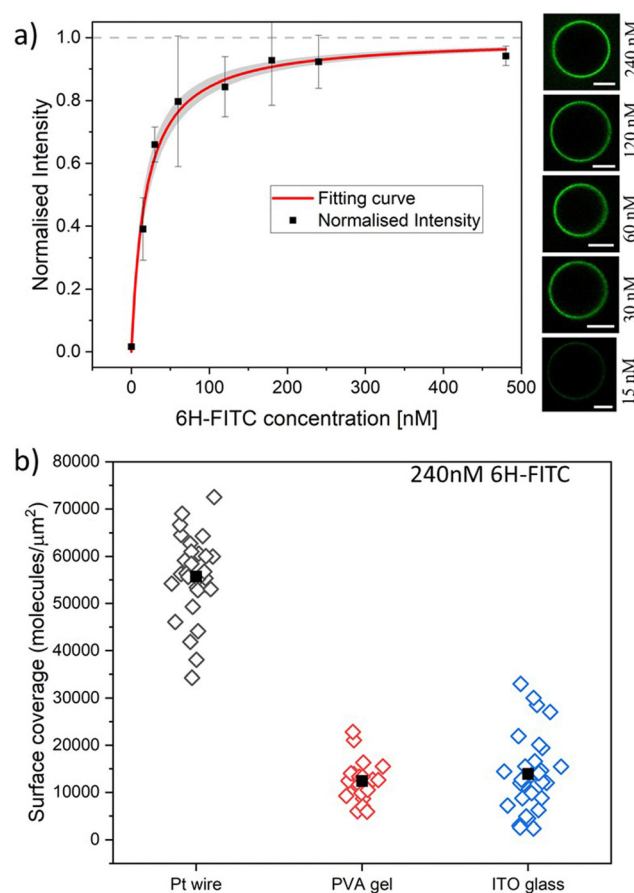 a)
Normalised Intensity
1.0
0.8
0.6
0.4
0.2
0.0
0
100
200
300
400
500
6H-FITC concentration [nM]
Fitting curve
Normalised Intensity
240 nM
120 nM
60 nM
30 nM
15 nM
b)
240nM 6H-FITC
Surface coverage (molecules/μm²)
80000
70000
60000
50000
40000
30000
20000
10000
0
Pt wire
PVA gel
ITO glass